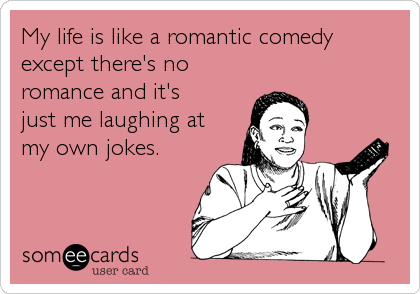 My life is like a romantic comedy
except there's no
romance and it's
just me laughing at
my own jokes.
someecards
user card